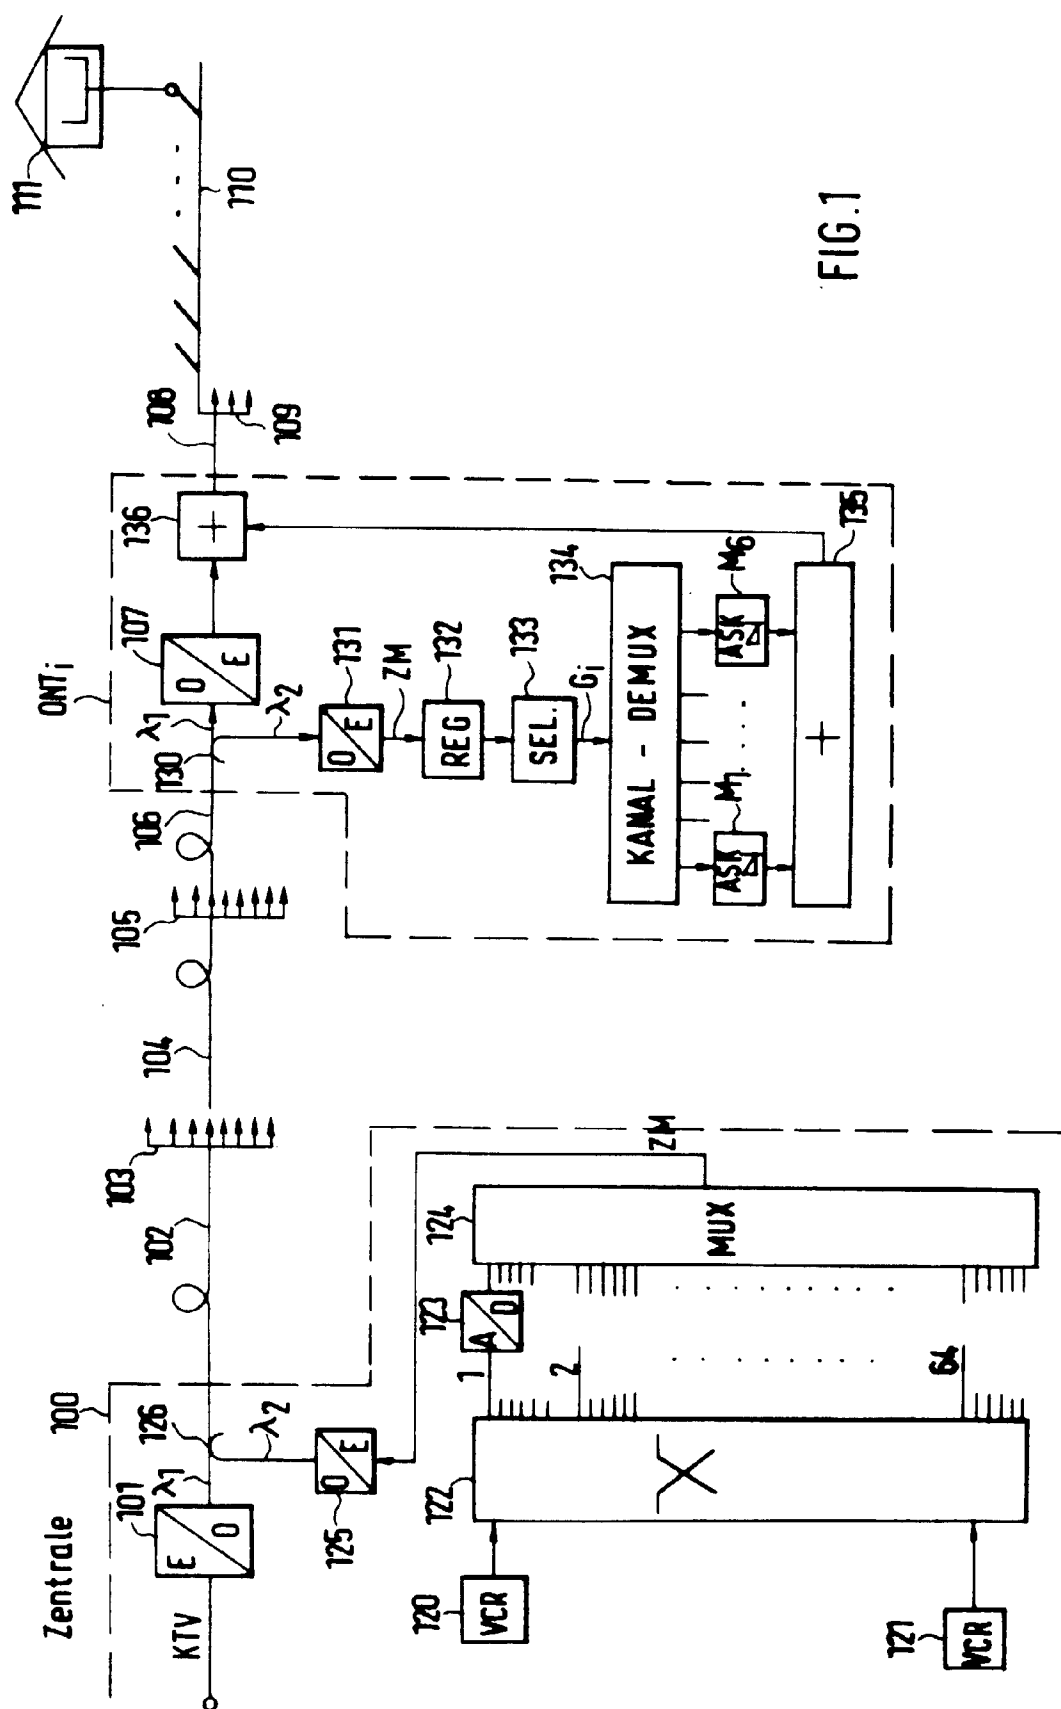 Zentrale
100
KTV
E
O
101
λ1
126
λ2
O
E
125
102
103
104
105
106
ONTi
130
λ1
λ2
O
E
107
+
136
108
109
110
111
O
E
131
ZM
REG
132
SEL.
133
Gi
KANAL - DEMUX
134
ASK
M1
ASK
M6
+
135
VCR
120
VCR
121
122
1
2
64
A
D
123
MUX
124
ZM
FIG.1